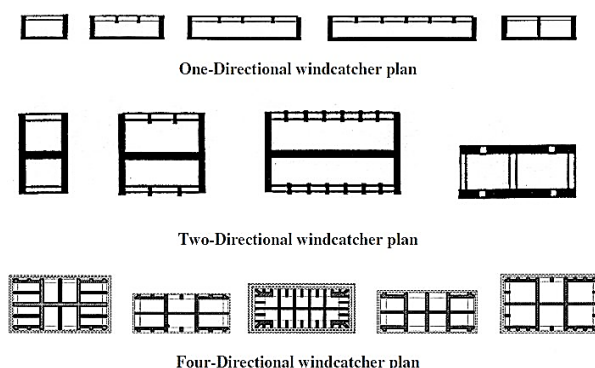 One-Directional windcatcher plan
Two-Directional windcatcher plan
Four-Directional windcatcher plan